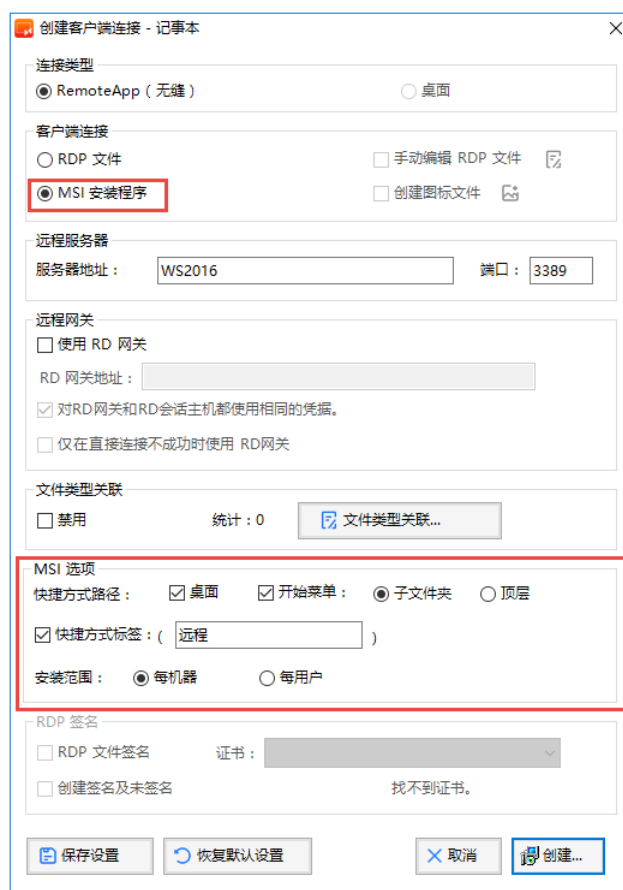 创建客户端连接 - 记事本
连接类型
RemoteApp（无缝） 桌面
客户端连接
RDP 文件 手动编辑 RDP 文件
MSI 安装程序 创建图标文件
远程服务器
服务器地址： WS2016 端口： 3389
远程网关
使用 RD 网关
RD 网关地址：
对RD网关和RD会话主机都使用相同的凭据。
仅在直接连接不成功时使用 RD网关
文件类型关联
禁用 统计：0 文件类型关联...
MSI 选项
快捷方式路径： 桌面 开始菜单： 子文件夹 顶层
快捷方式标签：( 远程 )
安装范围： 每机器 每用户
RDP 签名
RDP 文件签名 证书：
创建签名及未签名 找不到证书。
保存设置 恢复默认设置 取消 创建...